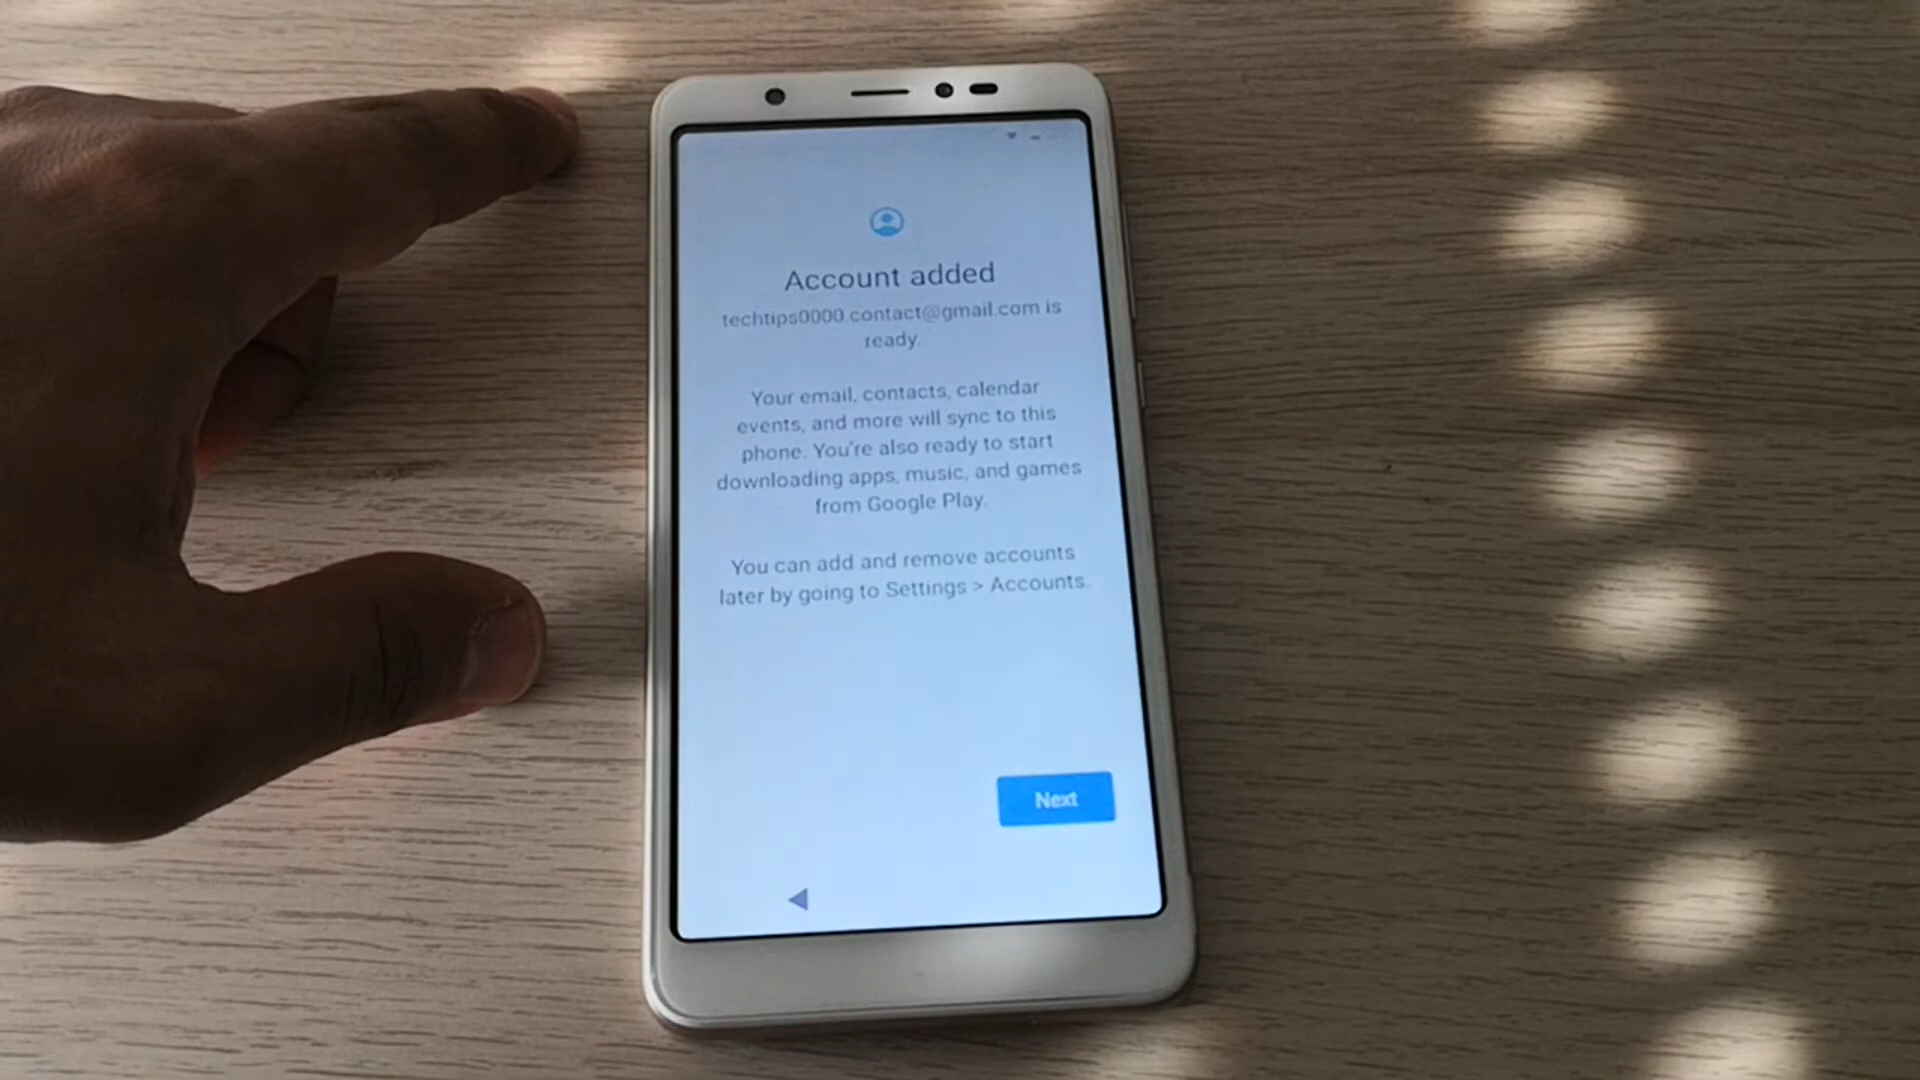 Account added
techtips0000.contact@gmail.com is
ready.
Your email, contacts, calendar
events, and more will sync to this
phone. You're also ready to start
downloading apps, music, and games
from Google Play.
You can add and remove accounts
later by going to Settings > Accounts.
Next